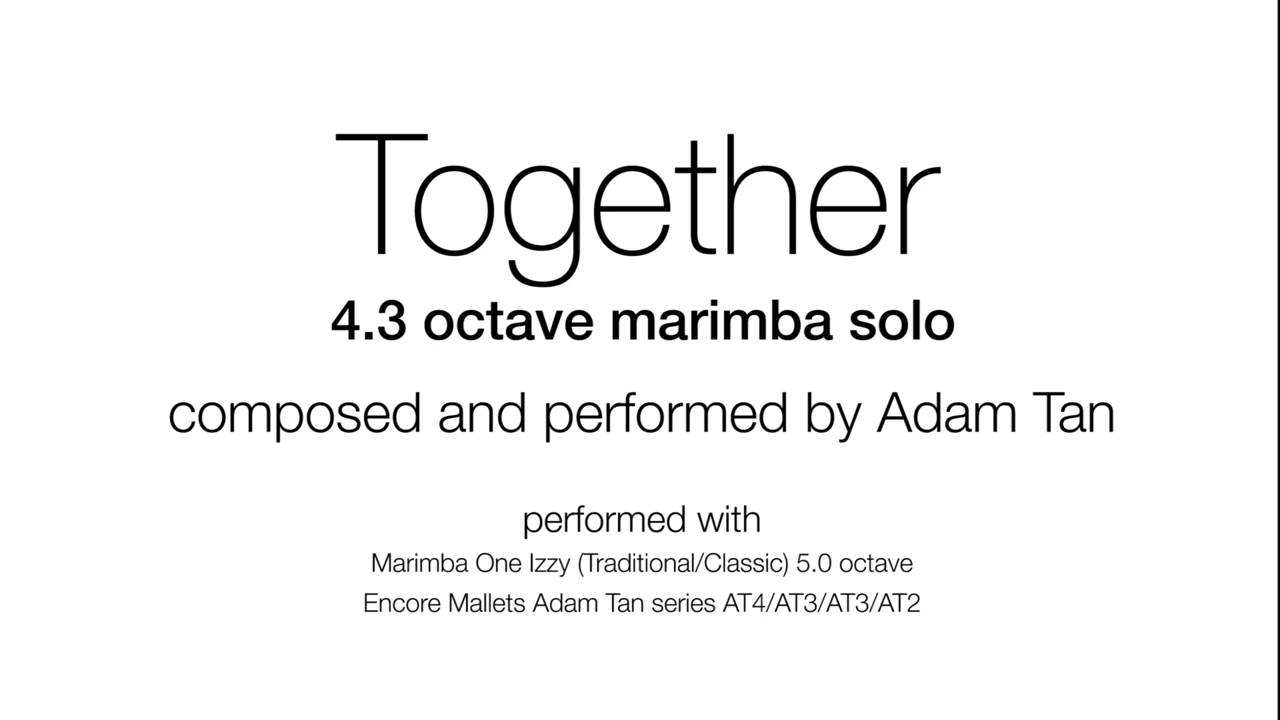 Together
4.3 octave marimba solo
composed and performed by Adam Tan
performed with
Marimba One Izzy (Traditional/Classic) 5.0 octave
Encore Mallets Adam Tan series AT4/AT3/AT3/AT2